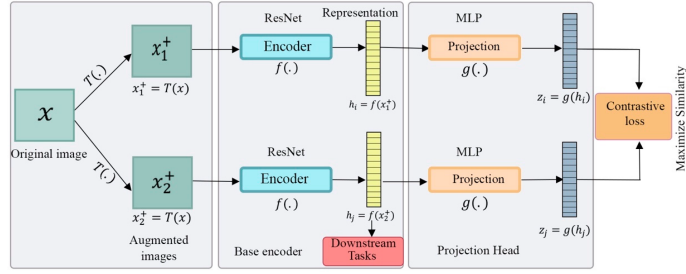 ResNet
Representation
MLP
x₁⁺
T(.)
Encoder
Projection
x₁⁺ = T(x)
f(.)
g(.)
hᵢ = f(x₁⁺)
zᵢ = g(hᵢ)
x
Original image
Contrastive
loss
Maximize Similarity
ResNet
MLP
T(.)
x₂⁺
Encoder
Projection
x₂⁺ = T(x)
f(.)
g(.)
hⱼ = f(x₂⁺)
zⱼ = g(hⱼ)
Augmented
images
Base encoder
Downstream
Tasks
Projection Head